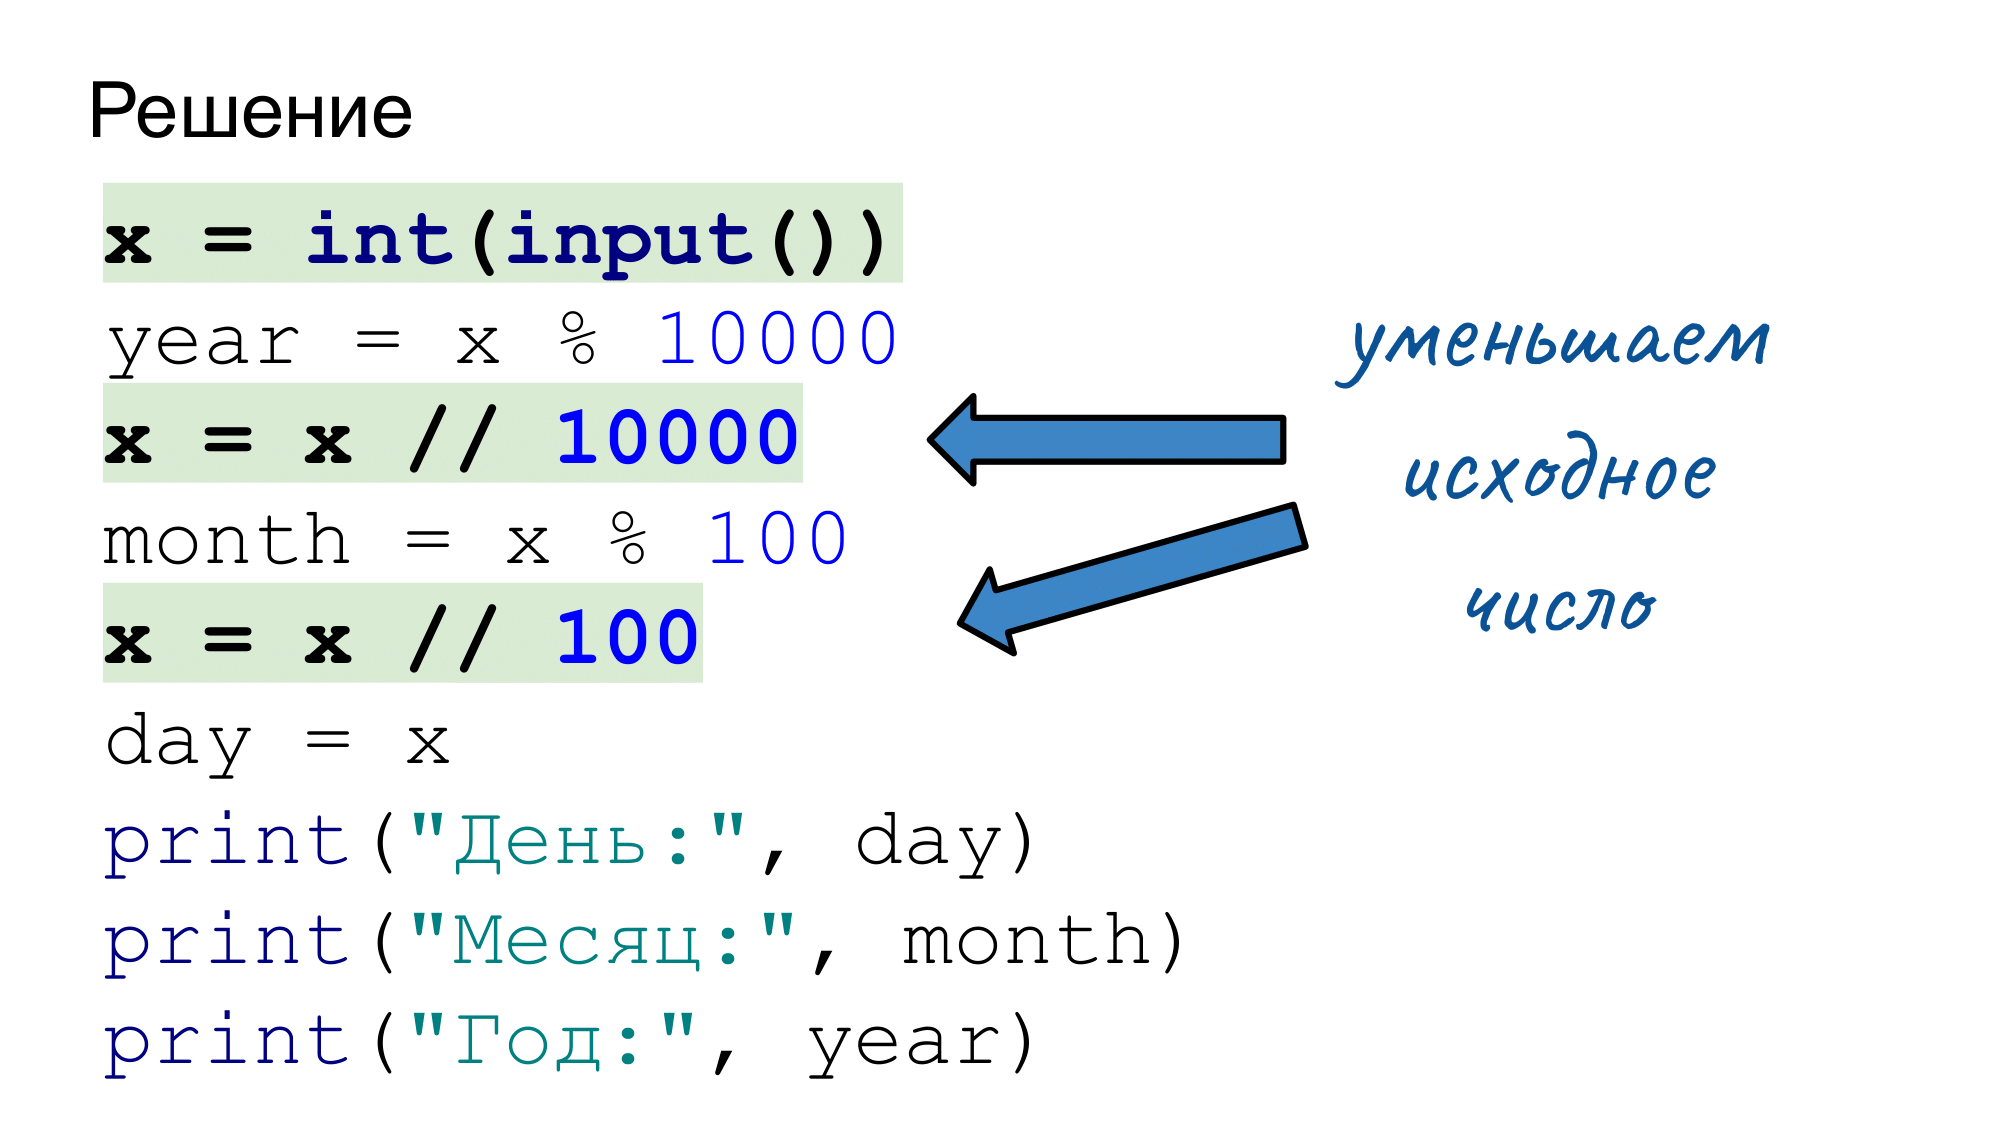 Решение
x = int(input())
year = x % 10000
x = x // 10000
month = x % 100
x = x // 100
day = x
print("День:", day)
print("Месяц:", month)
print("Год:", year)
уменьшаем
исходное
число